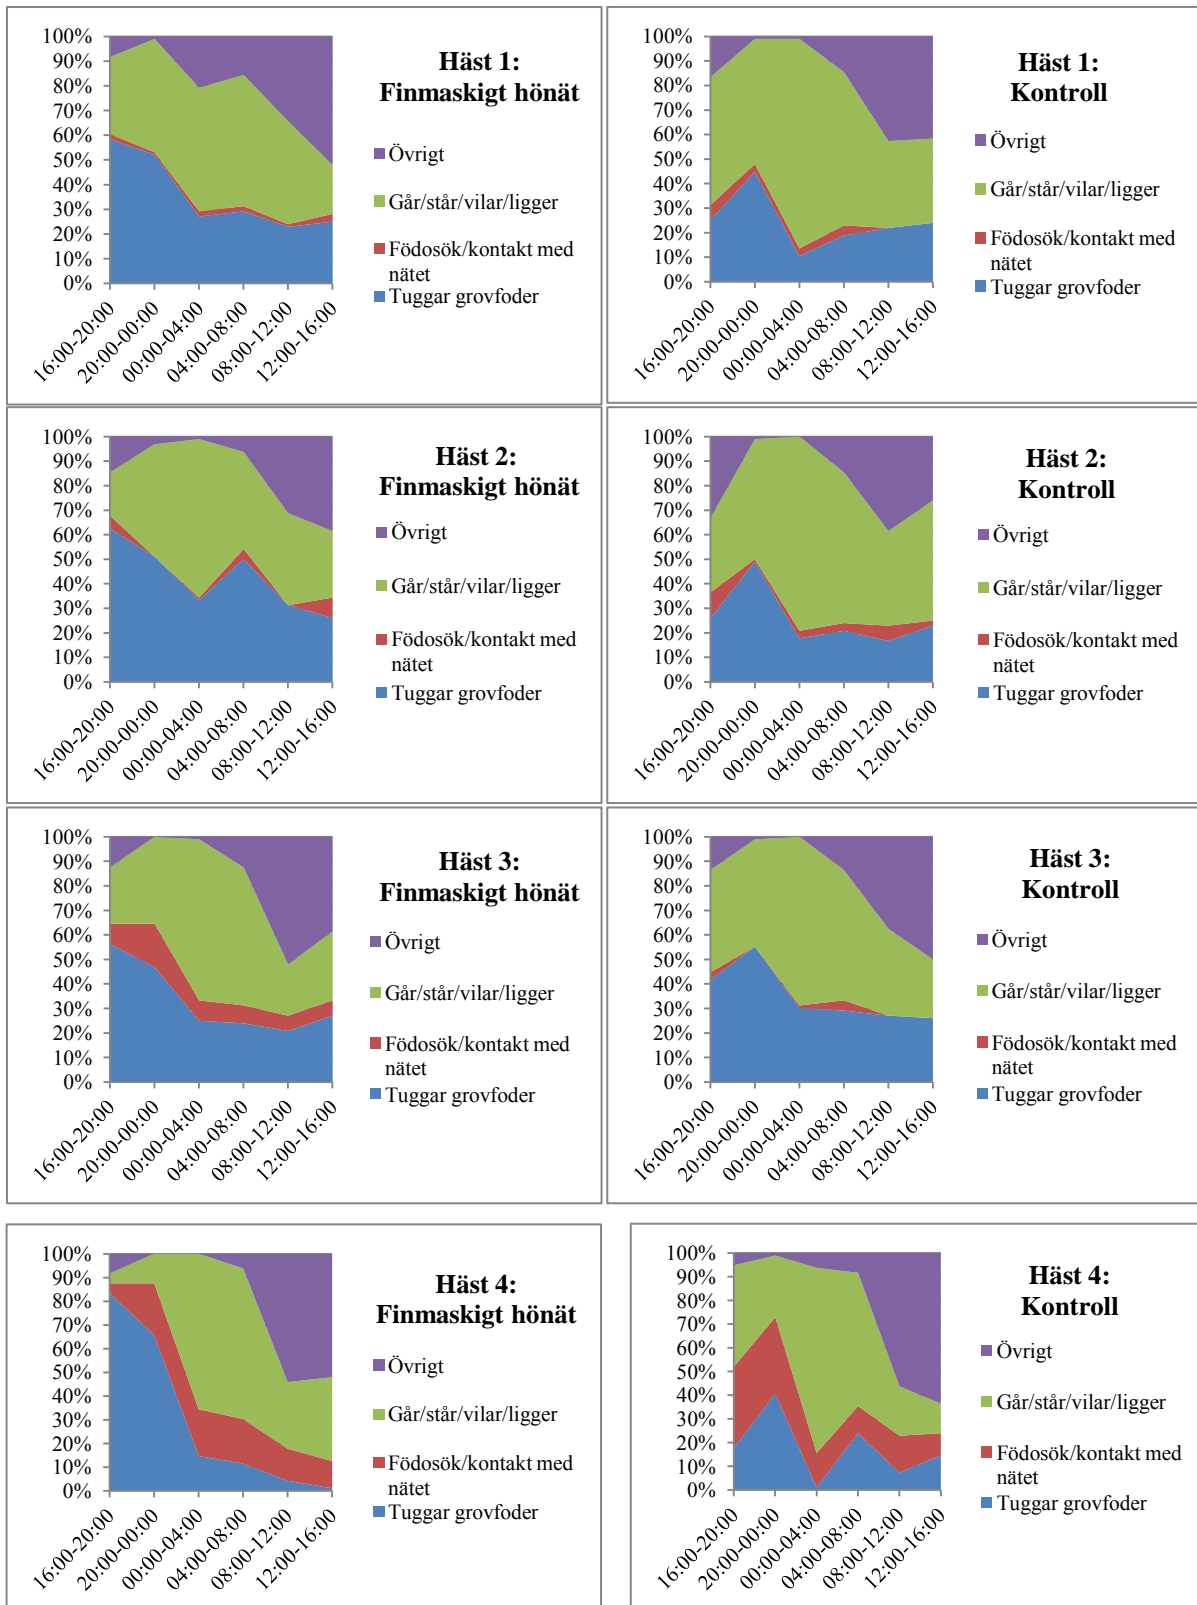 100%
90%
80%
70%
60%
50%
40%
30%
20%
10%
0%
16:00-20:00
20:00-00:00
00:00-04:00
04:00-08:00
08:00-12:00
12:00-16:00
Häst 1:
Finmaskigt hönät
Övrigt
Går/står/vilar/ligger
Födosök/kontakt med
nätet
Tuggar grovfoder
100%
90%
80%
70%
60%
50%
40%
30%
20%
10%
0%
16:00-20:00
20:00-00:00
00:00-04:00
04:00-08:00
08:00-12:00
12:00-16:00
Häst 1:
Kontroll
Övrigt
Går/står/vilar/ligger
Födosök/kontakt med
nätet
Tuggar grovfoder
100%
90%
80%
70%
60%
50%
40%
30%
20%
10%
0%
16:00-20:00
20:00-00:00
00:00-04:00
04:00-08:00
08:00-12:00
12:00-16:00
Häst 2:
Finmaskigt hönät
Övrigt
Går/står/vilar/ligger
Födosök/kontakt med
nätet
Tuggar grovfoder
100%
90%
80%
70%
60%
50%
40%
30%
20%
10%
0%
16:00-20:00
20:00-00:00
00:00-04:00
04:00-08:00
08:00-12:00
12:00-16:00
Häst 2:
Kontroll
Övrigt
Går/står/vilar/ligger
Födosök/kontakt med
nätet
Tuggar grovfoder
100%
90%
80%
70%
60%
50%
40%
30%
20%
10%
0%
16:00-20:00
20:00-00:00
00:00-04:00
04:00-08:00
08:00-12:00
12:00-16:00
Häst 3:
Finmaskigt hönät
Övrigt
Går/står/vilar/ligger
Födosök/kontakt med
nätet
Tuggar grovfoder
100%
90%
80%
70%
60%
50%
40%
30%
20%
10%
0%
16:00-20:00
20:00-00:00
00:00-04:00
04:00-08:00
08:00-12:00
12:00-16:00
Häst 3:
Kontroll
Övrigt
Går/står/vilar/ligger
Födosök/kontakt med
nätet
Tuggar grovfoder
100%
90%
80%
70%
60%
50%
40%
30%
20%
10%
0%
16:00-20:00
20:00-00:00
00:00-04:00
04:00-08:00
08:00-12:00
12:00-16:00
Häst 4:
Finmaskigt hönät
Övrigt
Går/står/vilar/ligger
Födosök/kontakt med
nätet
Tuggar grovfoder
100%
90%
80%
70%
60%
50%
40%
30%
20%
10%
0%
16:00-20:00
20:00-00:00
00:00-04:00
04:00-08:00
08:00-12:00
12:00-16:00
Häst 4:
Kontroll
Övrigt
Går/står/vilar/ligger
Födosök/kontakt med
nätet
Tuggar grovfoder